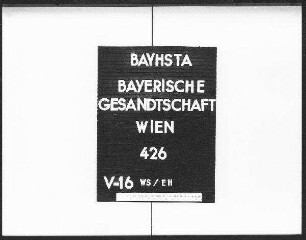 BAYHSTA
BAYERISCHE
GESANDTSCHAFT
WIEN
426
V-16 WS/EH